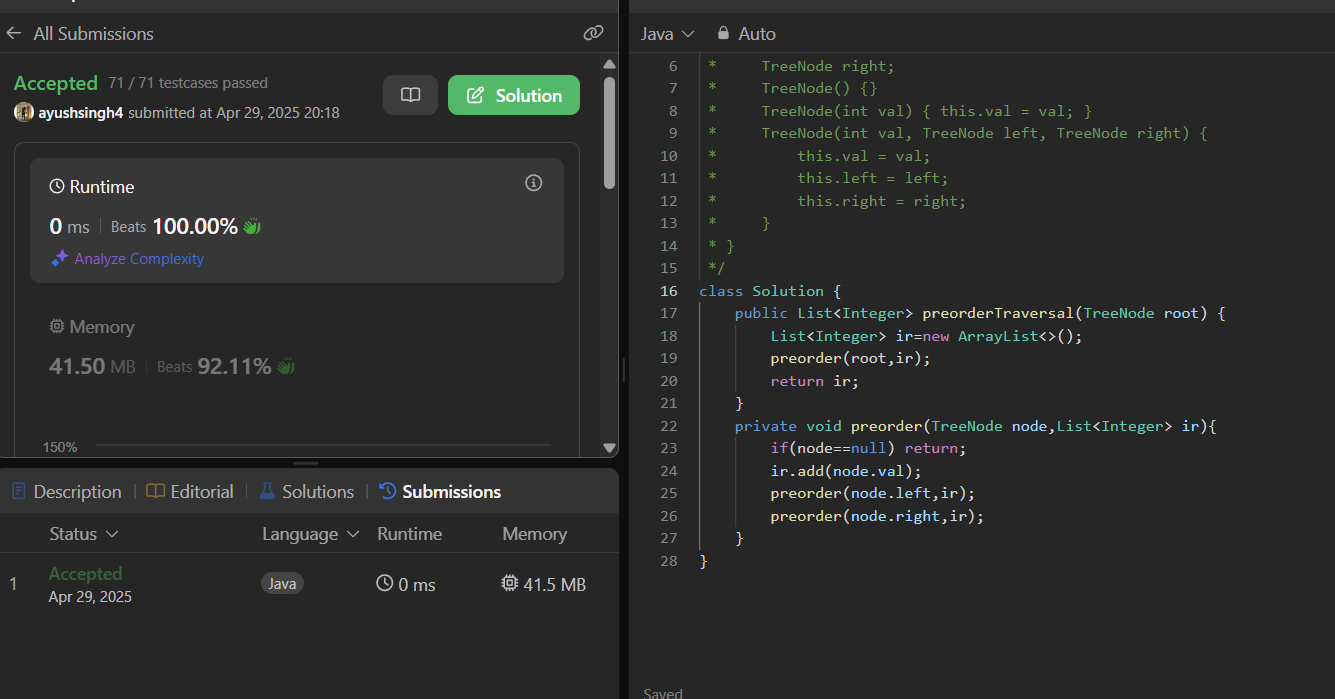 All Submissions
Accepted 71 / 71 testcases passed
ayushsingh4 submitted at Apr 29, 2025 20:18
Solution
Runtime
0 ms Beats 100.00%
Analyze Complexity
Memory
41.50 MB Beats 92.11%
150%
Description
Editorial
Solutions
Submissions
Status Language Runtime Memory
1 Accepted Java 0 ms 41.5 MB
Apr 29, 2025
Java Auto
6 * TreeNode right;
7 * TreeNode() {}
8 * TreeNode(int val) { this.val = val; }
9 * TreeNode(int val, TreeNode left, TreeNode right) {
10 * this.val = val;
11 * this.left = left;
12 * this.right = right;
13 * }
14 * }
15 */
16 class Solution {
17 public List<Integer> preorderTraversal(TreeNode root) {
18 List<Integer> ir=new ArrayList<>();
19 preorder(root,ir);
20 return ir;
21 }
22 private void preorder(TreeNode node,List<Integer> ir){
23 if(node==null) return;
24 ir.add(node.val);
25 preorder(node.left,ir);
26 preorder(node.right,ir);
27 }
28 }
Saved